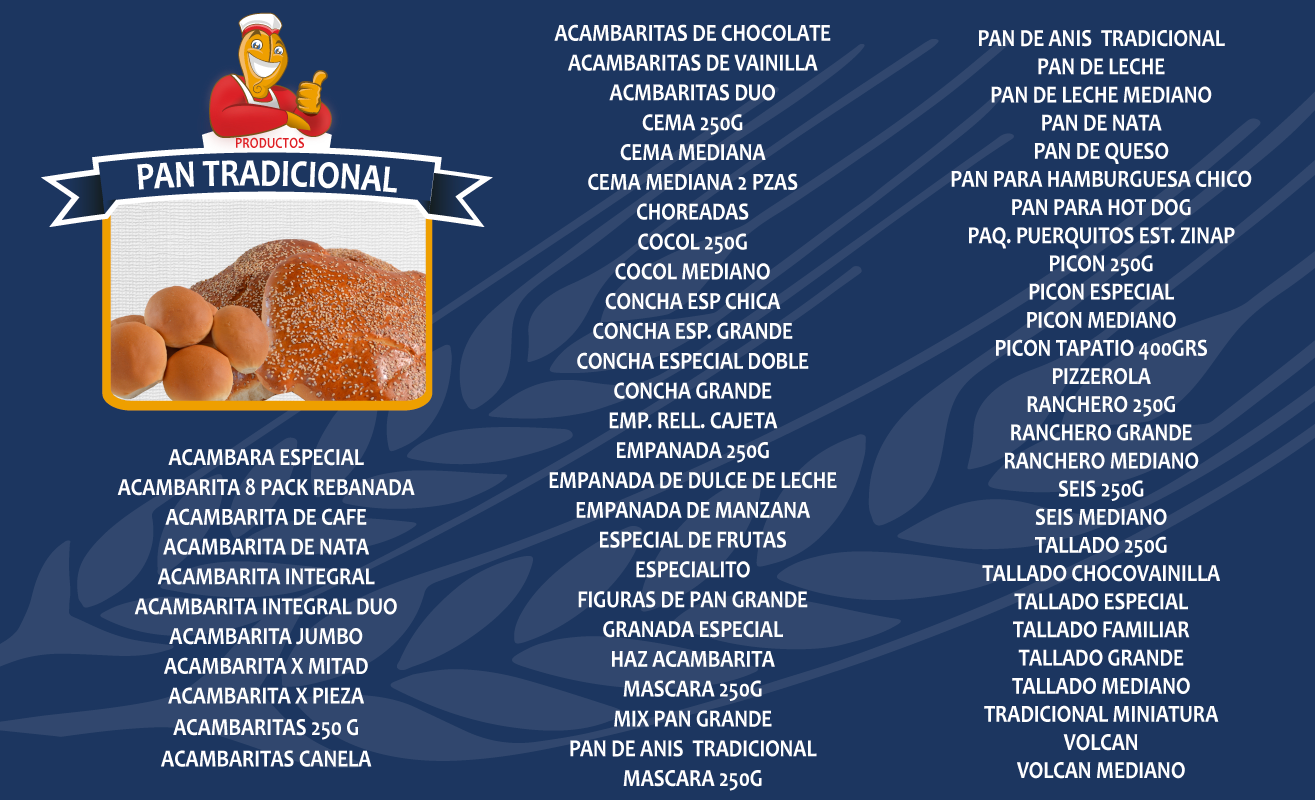 PRODUCTOS
PAN TRADICIONAL
ACAMBARA ESPECIAL
ACAMBARITA 8 PACK REBANADA
ACAMBARITA DE CAFE
ACAMBARITA DE NATA
ACAMBARITA INTEGRAL
ACAMBARITA INTEGRAL DUO
ACAMBARITA JUMBO
ACAMBARITA X MITAD
ACAMBARITA X PIEZA
ACAMBARITAS 250 G
ACAMBARITAS CANELA
ACAMBARITAS DE CHOCOLATE
ACAMBARITAS DE VAINILLA
ACMBARITAS DUO
CEMA 250G
CEMA MEDIANA
CEMA MEDIANA 2 PZAS
CHOREADAS
COCOL 250G
COCOL MEDIANO
CONCHA ESP CHICA
CONCHA ESP. GRANDE
CONCHA ESPECIAL DOBLE
CONCHA GRANDE
EMP. RELL. CAJETA
EMPANADA 250G
EMPANADA DE DULCE DE LECHE
EMPANADA DE MANZANA
ESPECIAL DE FRUTAS
ESPECIALITO
FIGURAS DE PAN GRANDE
GRANADA ESPECIAL
HAZ ACAMBARITA
MASCARA 250G
MIX PAN GRANDE
PAN DE ANIS TRADICIONAL
MASCARA 250G
PAN DE ANIS TRADICIONAL
PAN DE LECHE
PAN DE LECHE MEDIANO
PAN DE NATA
PAN DE QUESO
PAN PARA HAMBURGUESA CHICO
PAN PARA HOT DOG
PAQ. PUERQUITOS EST. ZINAP
PICON 250G
PICON ESPECIAL
PICON MEDIANO
PICON TAPATIO 400GRS
PIZZEROLA
RANCHERO 250G
RANCHERO GRANDE
RANCHERO MEDIANO
SEIS 250G
SEIS MEDIANO
TALLADO 250G
TALLADO CHOCOVAINILLA
TALLADO ESPECIAL
TALLADO FAMILIAR
TALLADO GRANDE
TALLADO MEDIANO
TRADICIONAL MINIATURA
VOLCAN
VOLCAN MEDIANO